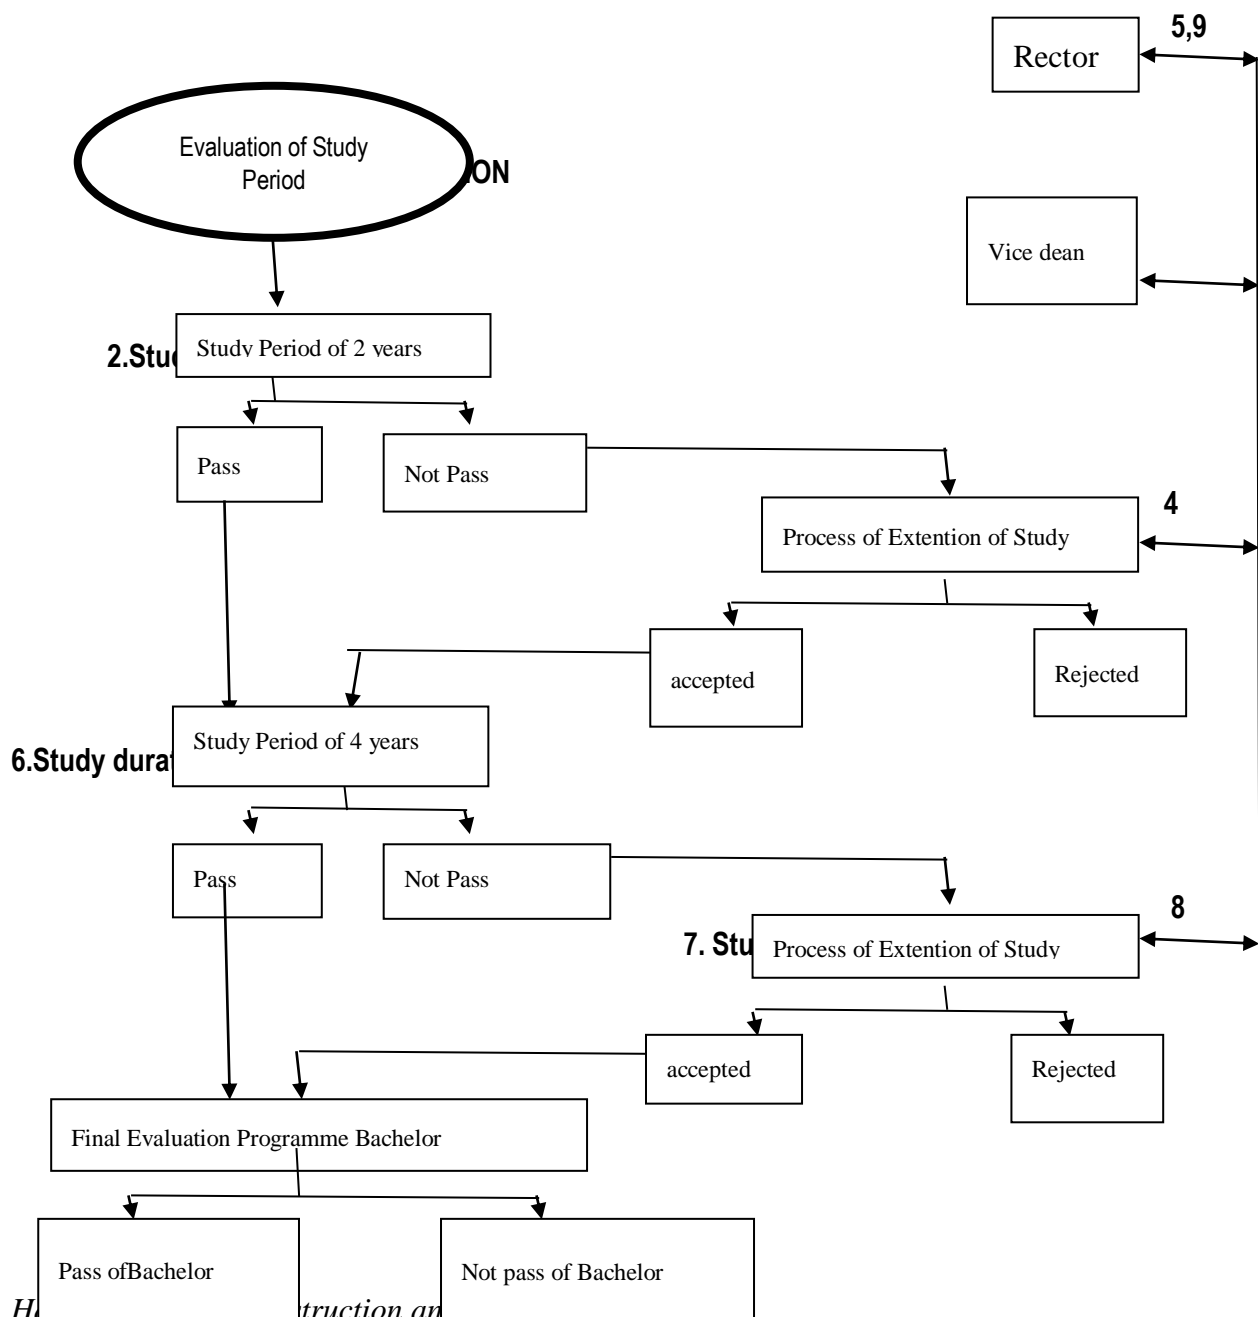 5,9
Rector
Evaluation of Study
Period
ION
Vice dean
Study Period of 2 years
2.Stu
Pass
Not Pass
4
Process of Extention of Study
accepted
Rejected
Study Period of 4 years
6.Study dura
Pass
Not Pass
8
7. Stu
Process of Extention of Study
accepted
Rejected
Final Evaluation Programme Bachelor
Pass ofBachelor
Not pass of Bachelor
truction an